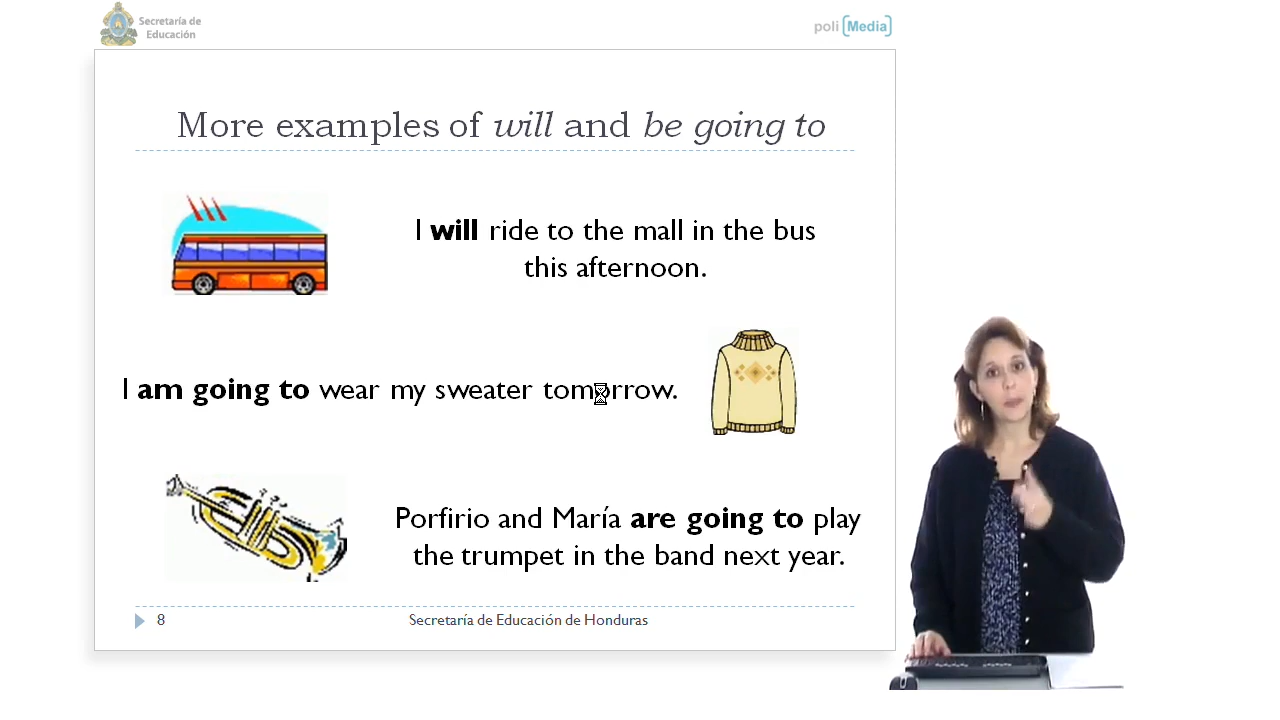 Secretaría de
Educación
poli [Media]
More examples of will and be going to
I will ride to the mall in the bus
this afternoon.
I am going to wear my sweater tomorrow.
Porfirio and María are going to play
the trumpet in the band next year.
8
Secretaría de Educación de Honduras